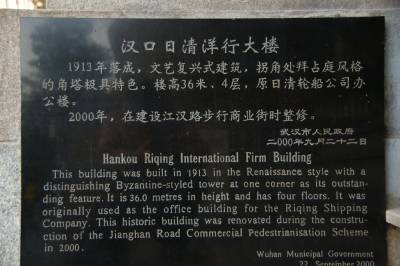 汉口日清洋行大楼
1913年落成，文艺复兴式建筑，拐角处拜占庭风格
的角塔极具特色。楼高36米、4层，原日清轮船公司办
公楼。
2000年，在建设江汉路步行商业街时整修。
武汉市人民政府
二000年九月二十二日
Hankou Riqing International Firm Building
This building was built in 1913 in the Renaissance style with a
distinguishing Byzantine-styled tower at one corner as its outstan-
ding feature. It is 36.0 metres in height and has four floors. It was
originally used as the office building for the Riqing Shipping
Company. This historic building was renovated during the constru-
ction of the Jianghan Road Commercial Pedestrianisation Scheme
in 2000.
Wuhan Municipal Government
22, September 2000